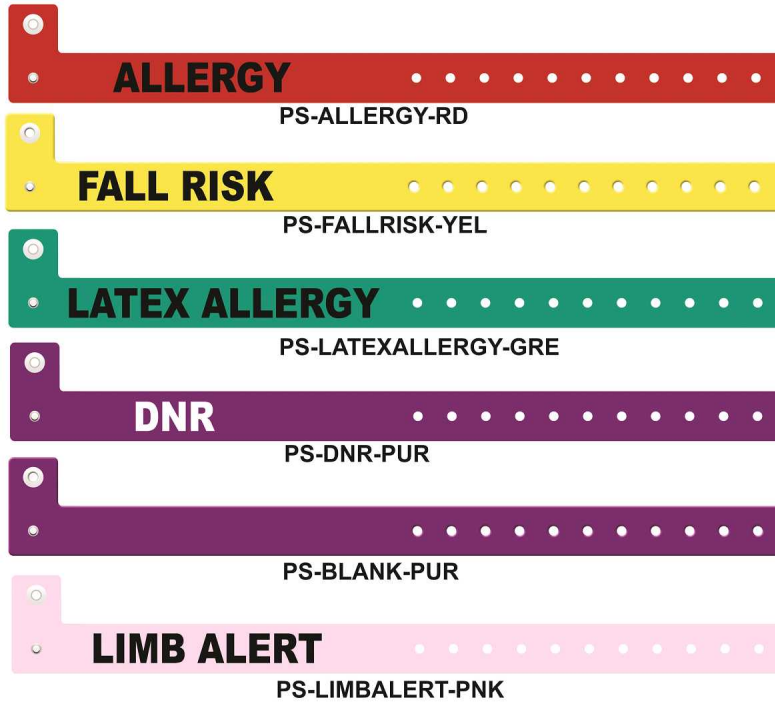 ALLERGY
PS-ALLERGY-RD
FALL RISK
PS-FALLRISK-YEL
LATEX ALLERGY
PS-LATEXALLERGY-GRE
DNR
PS-DNR-PUR
PS-BLANK-PUR
LIMB ALERT
PS-LIMBALERT-PNK